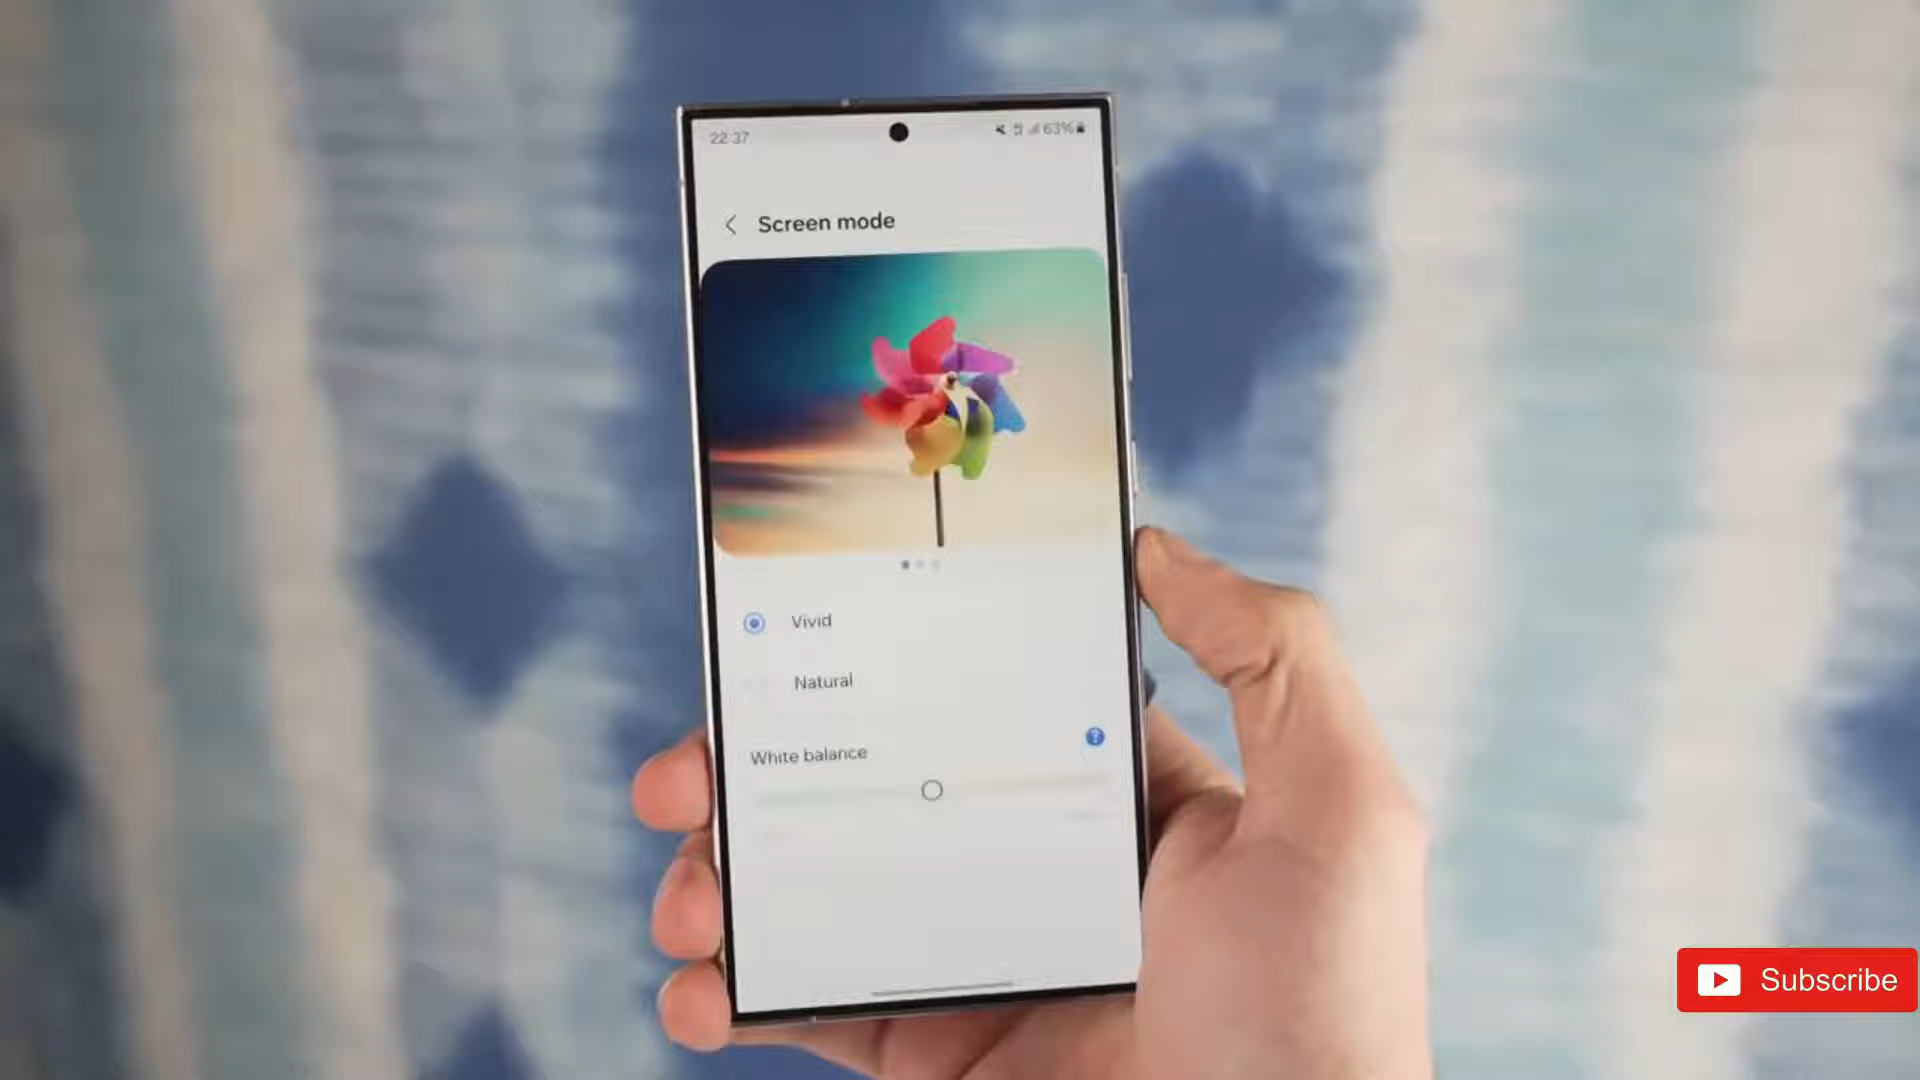 22:37
63%
Screen mode
Vivid
Natural
White balance
?
Subscribe